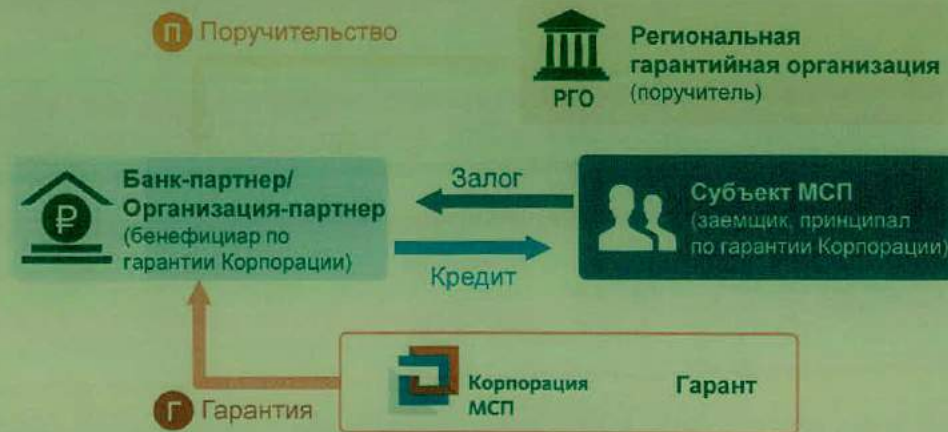 П Поручительство
РГО
Региональная
гарантийная организация
(поручитель)
₽
Банк-партнер/
Организация-партнер
(бенефициар по
гарантии Корпорации)
Залог
Кредит
Субъект МСП
(заемщик, принципал
по гарантии Корпорации)
Корпорация
МСП
Гарант
Г Гарантия